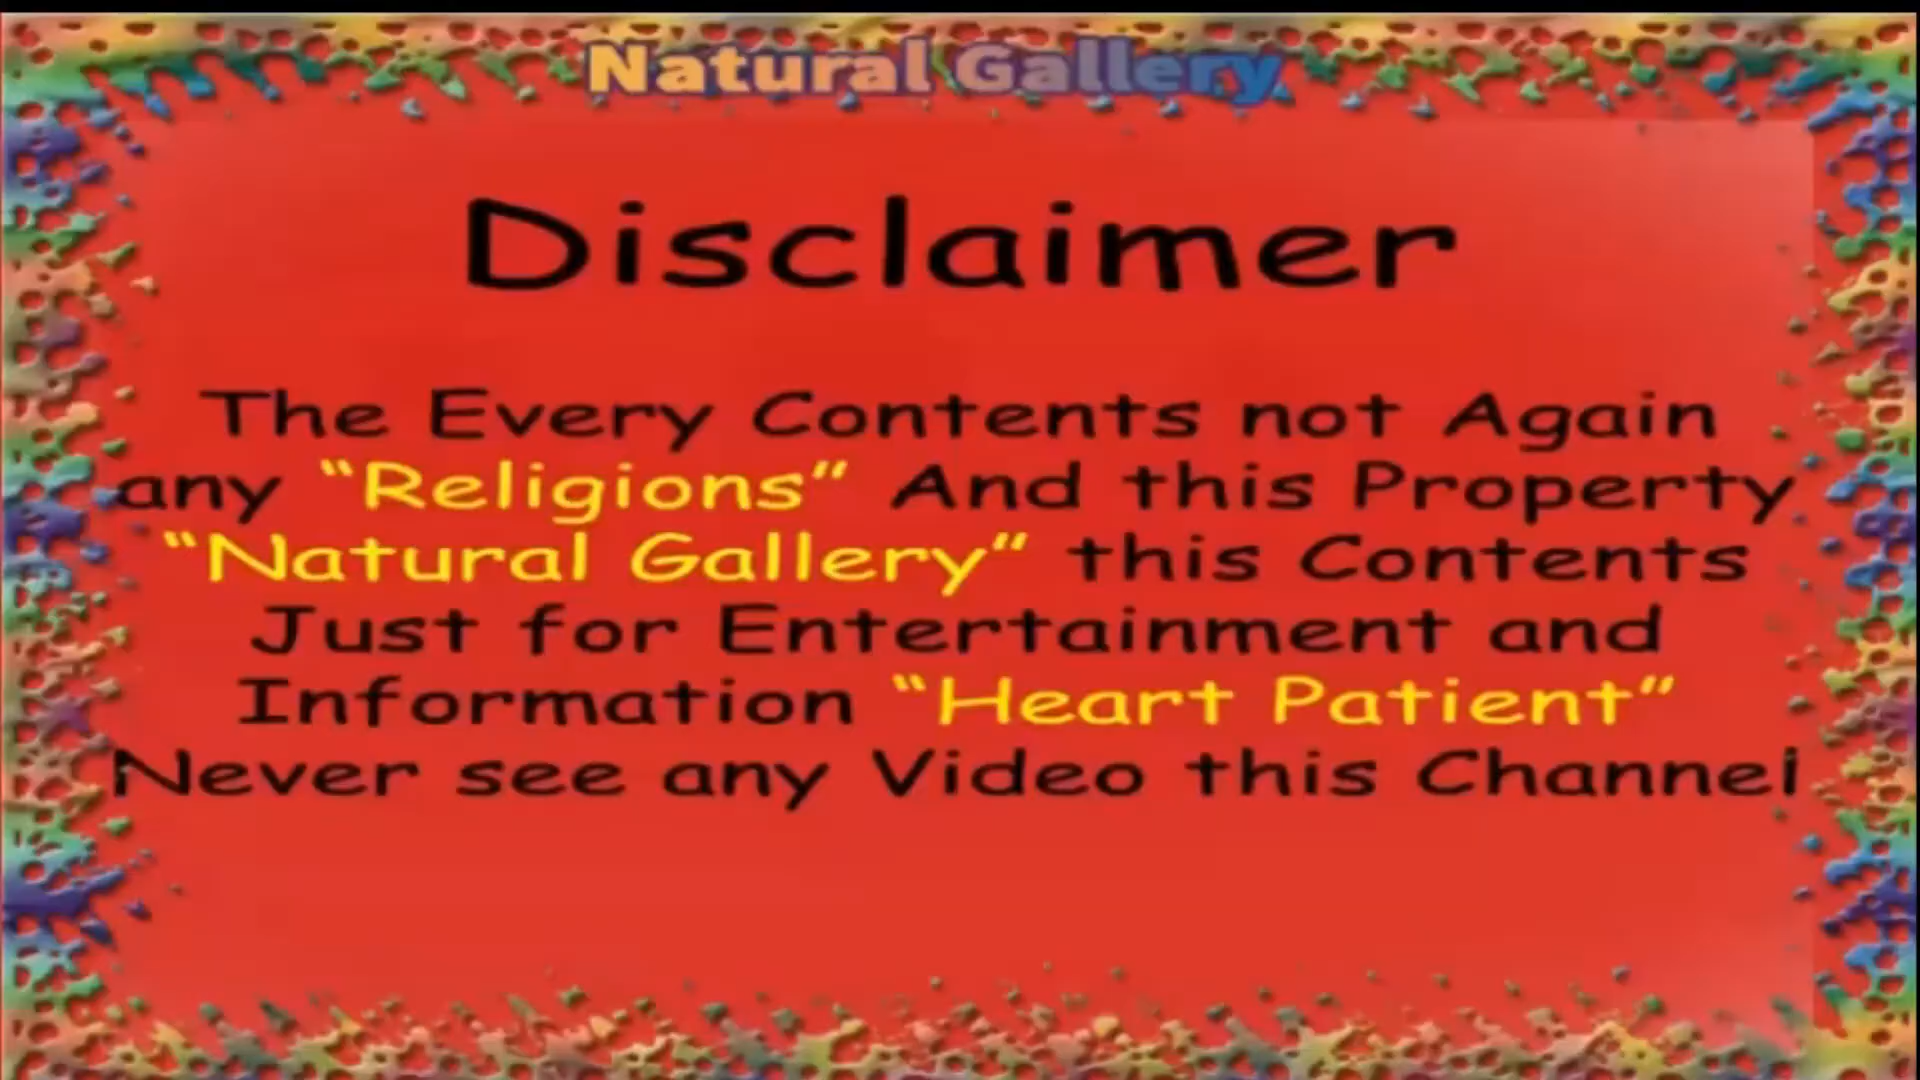 Natural Gallery
Disclaimer
The Every Contents not Again
any “Religions” And this Property
“Natural Gallery” this Contents
Just for Entertainment and
Information “Heart Patient”
Never see any Video this Channel